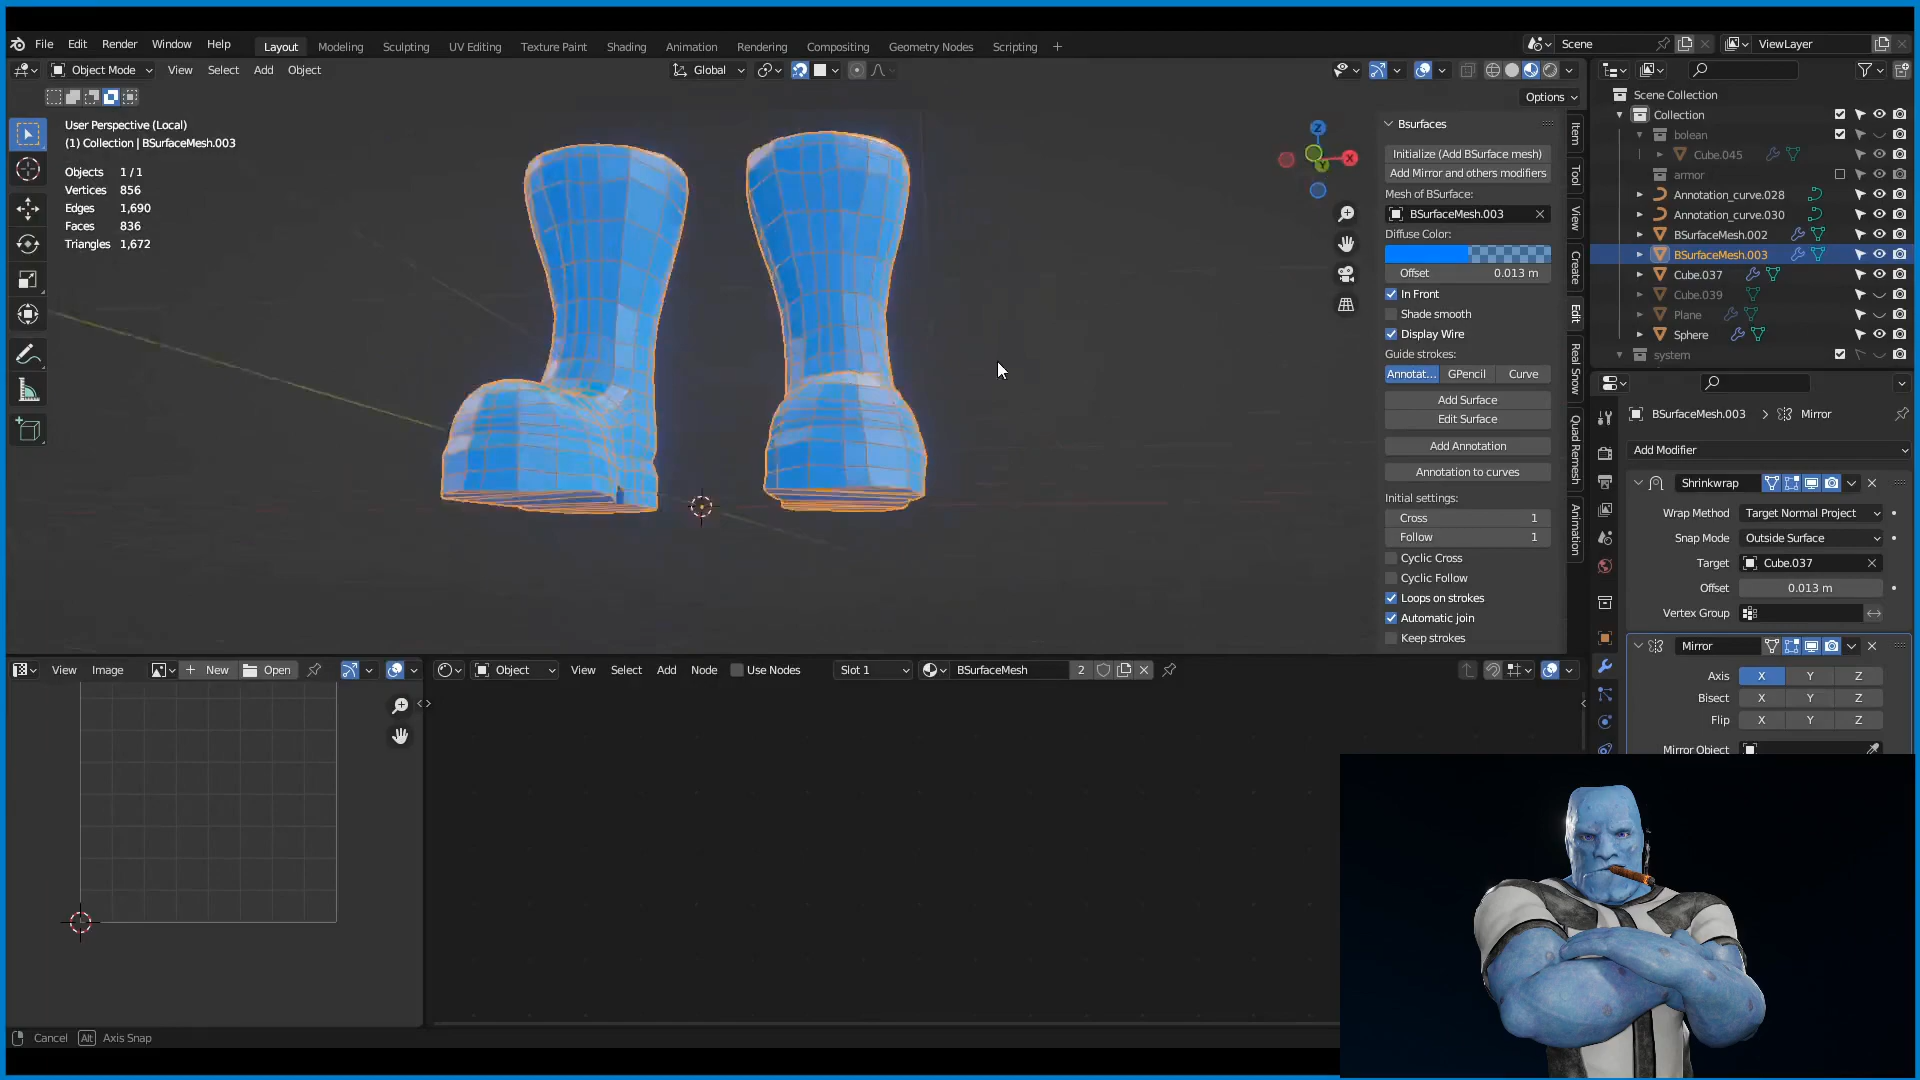 File Edit Render Window Help Layout Modeling Sculpting UV Editing Texture Paint Shading Animation Rendering Compositing Geometry Nodes Scripting + Scene ViewLayer
Object Mode View Select Add Object Global
Options
User Perspective (Local)
(1) Collection | BSurfaceMesh.003
Objects 1 / 1
Vertices 856
Edges 1,690
Faces 836
Triangles 1,672
Z
X
Y
Bsurfaces
Initialize (Add BSurface mesh)
Add Mirror and others modifiers
Mesh of BSurface:
BSurfaceMesh.003
Diffuse Color:
Offset 0.013 m
In Front
Shade smooth
Display Wire
Guide strokes:
Annotat... GPencil Curve
Add Surface
Edit Surface
Add Annotation
Annotation to curves
Initial settings:
Cross 1
Follow 1
Cyclic Cross
Cyclic Follow
Loops on strokes
Automatic join
Keep strokes
Item
Tool
View
Create
Edit
Real Snow
Quad Remesh
Animation
Scene Collection
Collection
bolean
Cube.045
armor
Annotation_curve.028
Annotation_curve.030
BSurfaceMesh.002
BSurfaceMesh.003
Cube.037
Cube.039
Plane
Sphere
system
BSurfaceMesh.003 > Mirror
Add Modifier
Shrinkwrap
Wrap Method Target Normal Project
Snap Mode Outside Surface
Target Cube.037
Offset 0.013 m
Vertex Group
Mirror
Axis X Y Z
Bisect X Y Z
Flip X Y Z
Mirror Object
View Image + New Open
Object View Select Add Node Use Nodes Slot 1 BSurfaceMesh 2
Cancel Alt Axis Snap